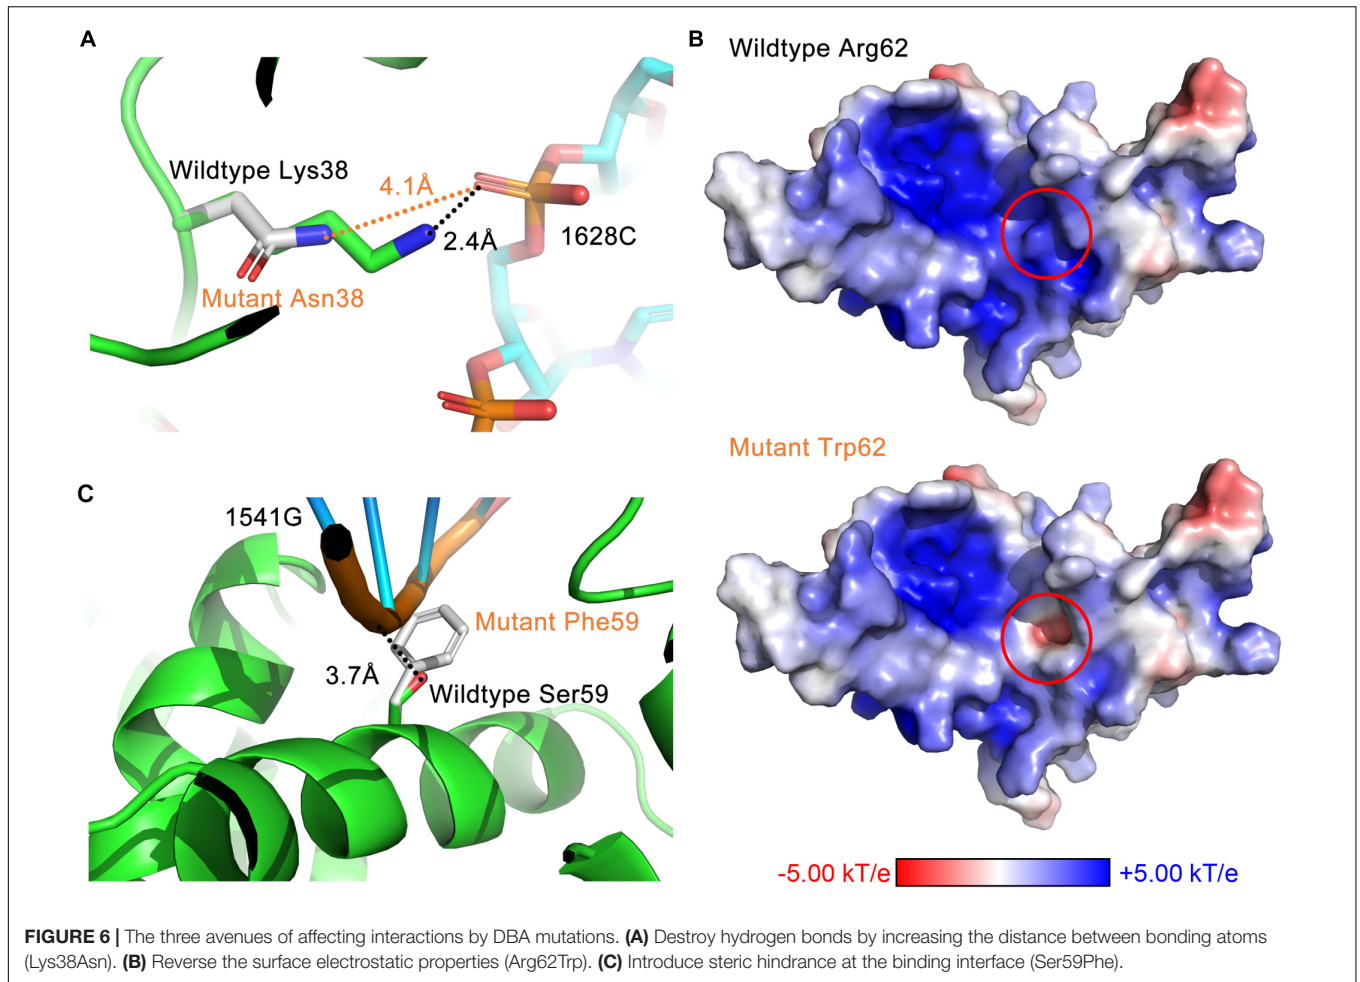 A
Wildtype Lys38
4.1Å
2.4Å
1628C
Mutant Asn38
B
Wildtype Arg62
Mutant Trp62
C
1541G
Mutant Phe59
3.7Å
Wildtype Ser59
-5.00 kT/e
+5.00 kT/e
FIGURE 6 | The three avenues of affecting interactions by DBA mutations. (A) Destroy hydrogen bonds by increasing the distance between bonding atoms
(Lys38Asn). (B) Reverse the surface electrostatic properties (Arg62Trp). (C) Introduce steric hindrance at the binding interface (Ser59Phe).